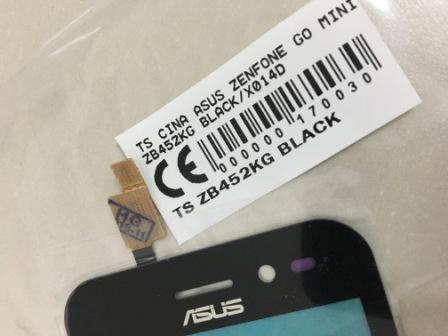 TS CINA ASUS ZENFONE GO MINI
ZB452KG BLACK/X014D
CE
000000 170030
TS ZB452KG BLACK
ASUS